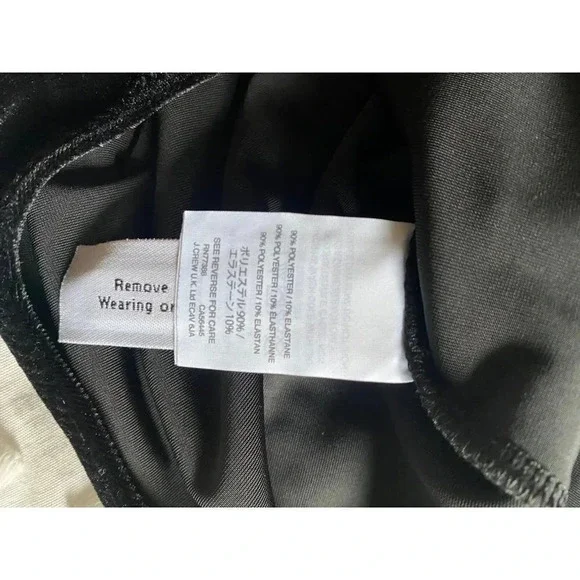 90% POLYESTER / 10% ELASTANE
90% POLYESTER / 10% ELASTHANNE
90% POLYESTER / 10% ELASTAN
ポリエステル 90% /
エラステーン 10%
SEE REVERSE FOR CARE
RN77388 CA56445
J.CREW U.K. Ltd EC4V 6JA
Remove
Wearing or